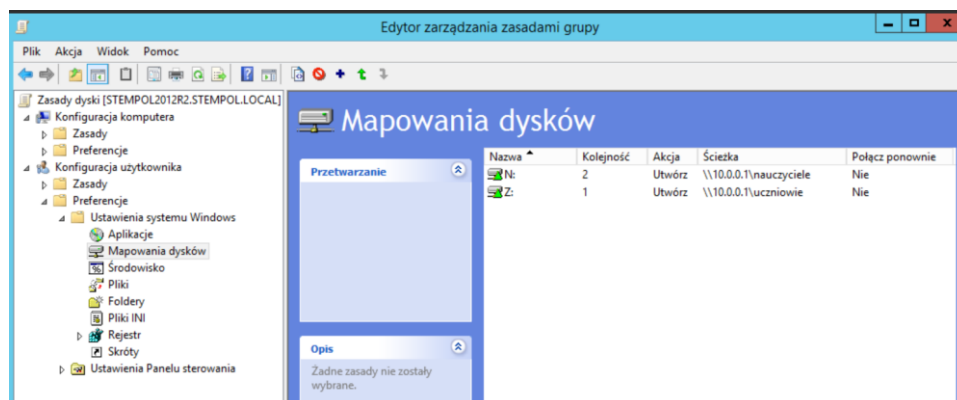 Edytor zarządzania zasadami grupy
Plik Akcja Widok Pomoc
Zasady dyski [STEMPOL2012R2.STEMPOL.LOCAL]
Konfiguracja komputera
Zasady
Preferencje
Konfiguracja użytkownika
Zasady
Preferencje
Ustawienia systemu Windows
Aplikacje
Mapowania dysków
Środowisko
Pliki
Foldery
Pliki INI
Rejestr
Skróty
Ustawienia Panelu sterowania
Mapowania dysków
Przetwarzanie
Opis
Żadne zasady nie zostały
wybrane.
Nazwa Kolejność Akcja Ścieżka Połącz ponownie
N: 2 Utwórz \\10.0.0.1\nauczyciele Nie
Z: 1 Utwórz \\10.0.0.1\uczniowie Nie